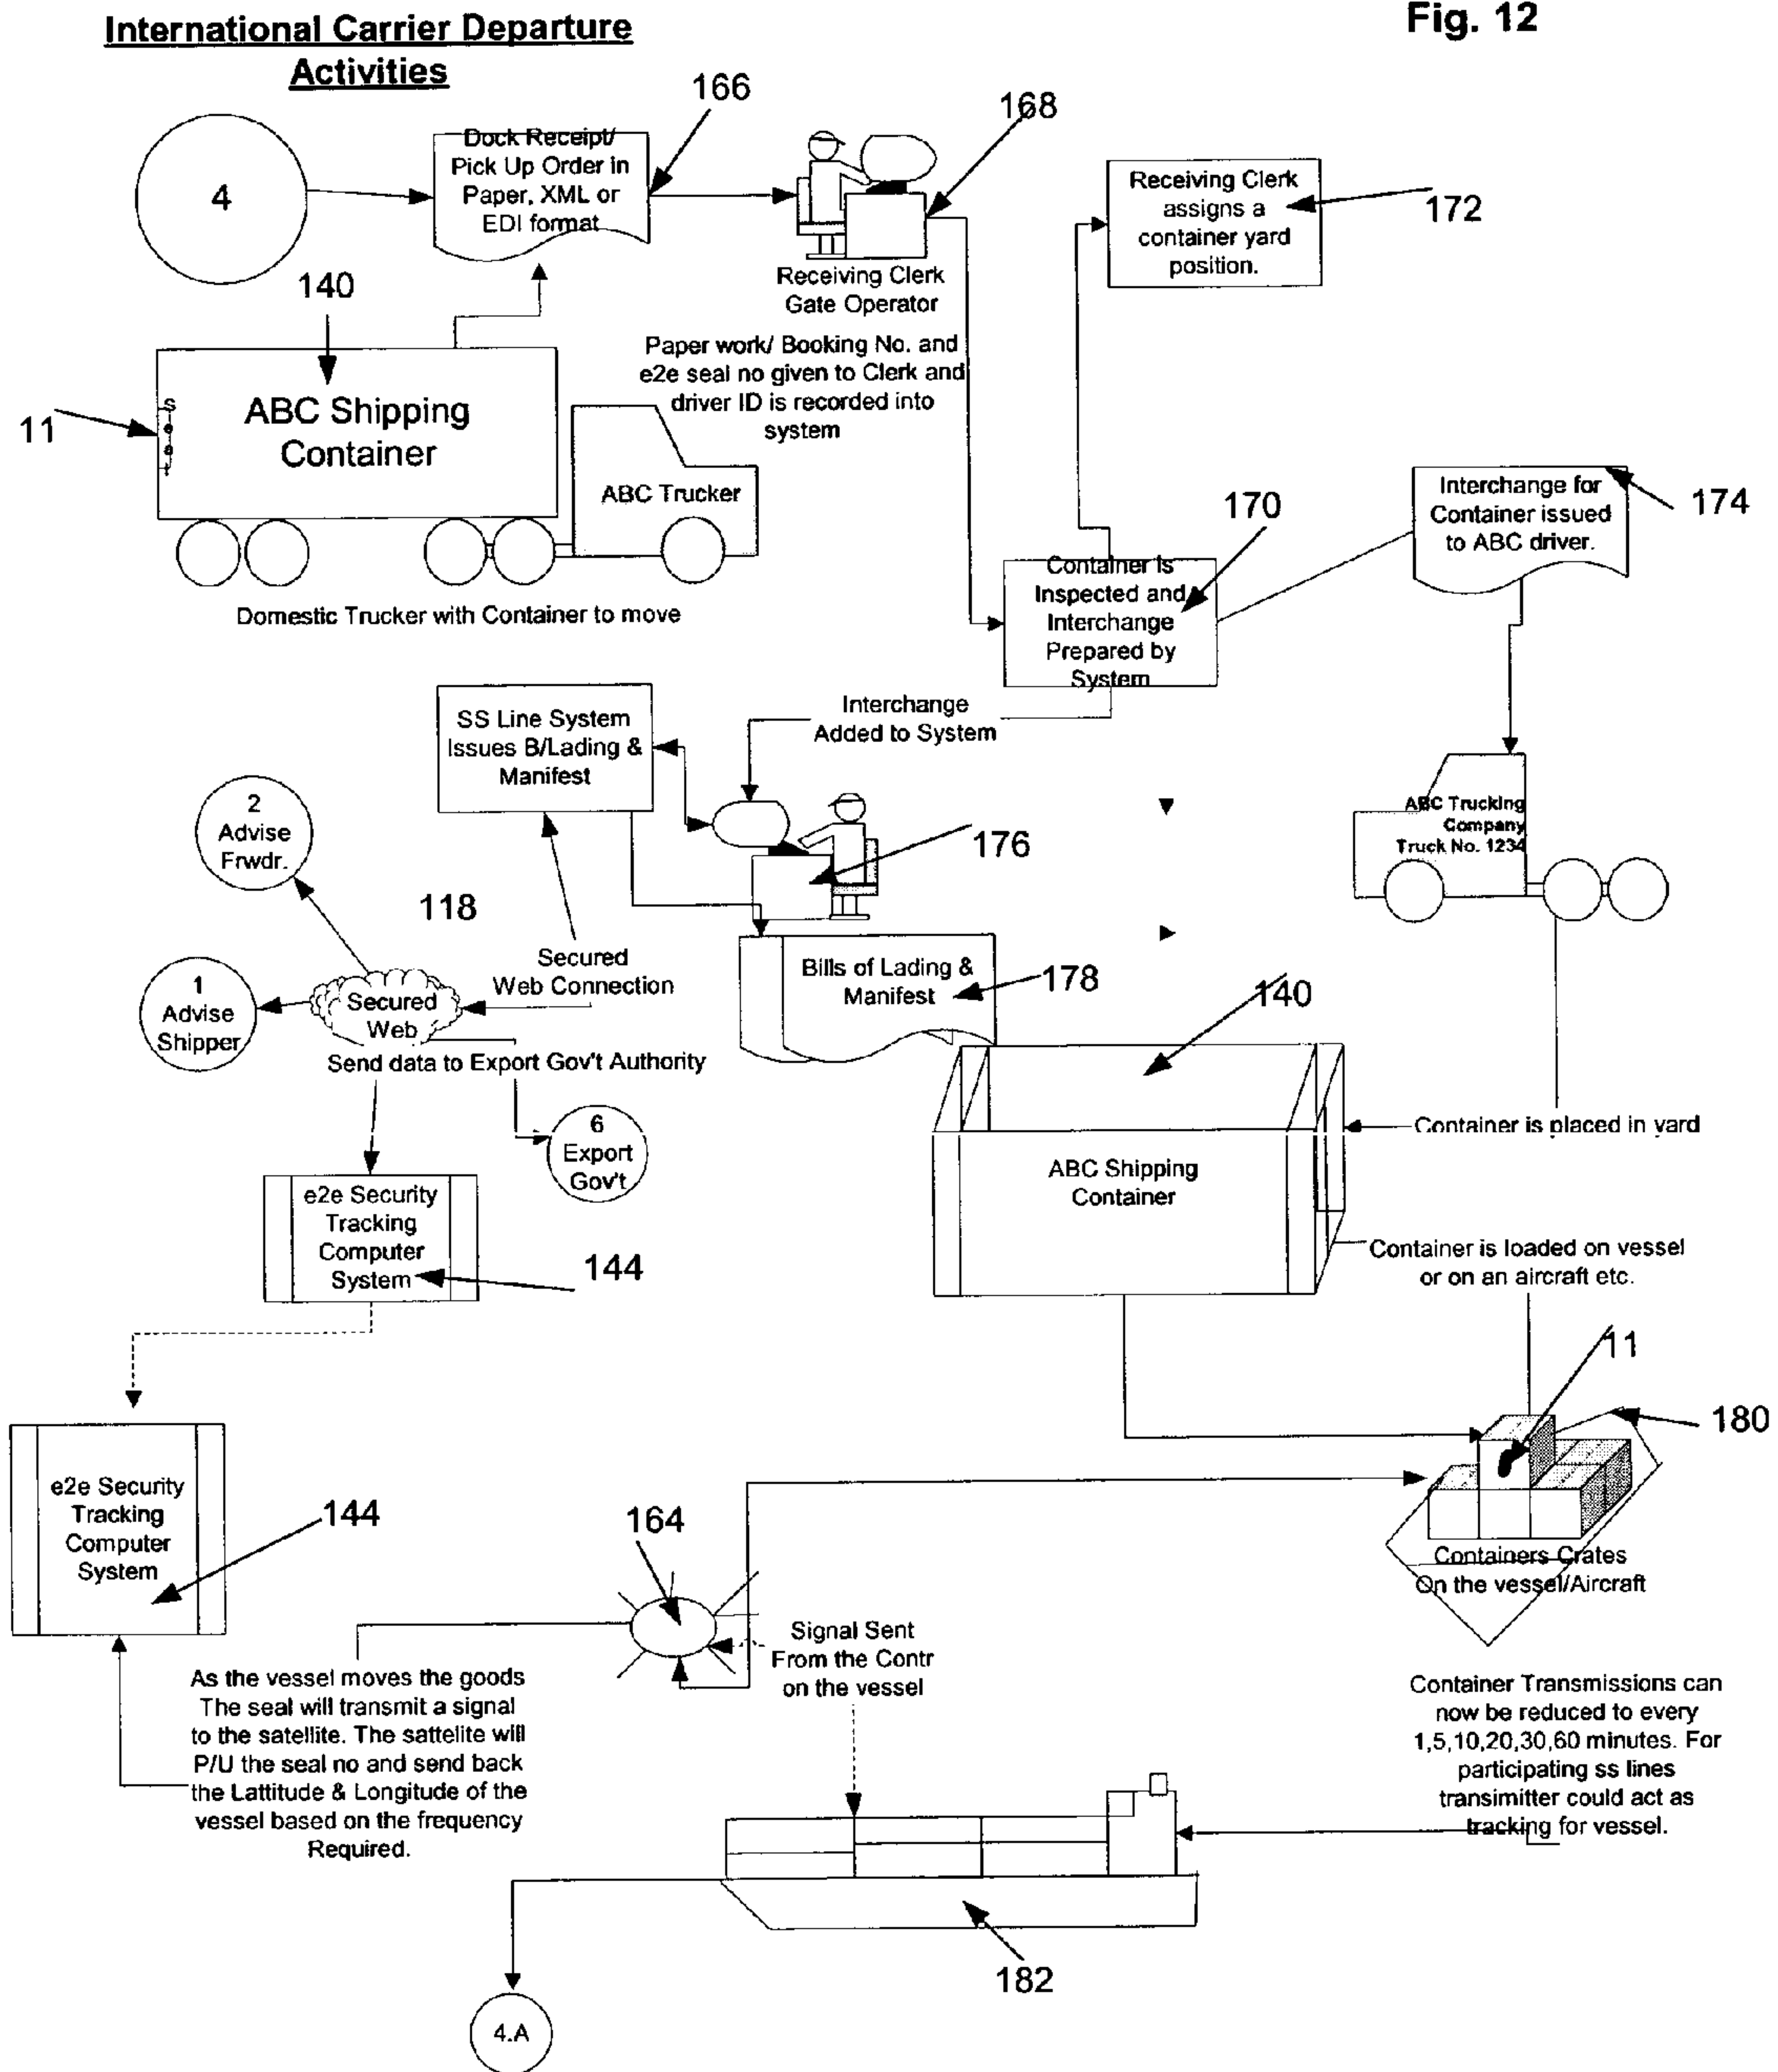 International Carrier Departure
Activities
Fig. 12
166
168
4
Dock Receipt/
Pick Up Order in
Paper, XML or
EDI format
Receiving Clerk
assigns a
container yard
position.
172
Receiving Clerk
Gate Operator
140
Paper work/ Booking No. and
e2e seal no given to Clerk and
driver ID is recorded into
system
11
Seal
ABC Shipping
Container
ABC Trucker
Domestic Trucker with Container to move
170
Interchange for
Container issued
to ABC driver.
174
Container is
Inspected and
Interchange
Prepared by
System
SS Line System
Issues B/Lading &
Manifest
Interchange
Added to System
2
Advise
Frwdr.
176
ABC Trucking
Company
Truck No. 1234
118
Secured
Web Connection
1
Advise
Shipper
Secured
Web
Bills of Lading &
Manifest
178
140
Send data to Export Gov't Authority
6
Export
Gov't
Container is placed in yard
ABC Shipping
Container
e2e Security
Tracking
Computer
System
144
Container is loaded on vessel
or on an aircraft etc.
11
180
e2e Security
Tracking
Computer
System
144
164
Containers Crates
On the vessel/Aircraft
Signal Sent
From the Contr
on the vessel
As the vessel moves the goods
The seal will transmit a signal
to the satellite. The sattelite will
P/U the seal no and send back
the Lattitude & Longitude of the
vessel based on the frequency
Required.
Container Transmissions can
now be reduced to every
1,5,10,20,30,60 minutes. For
participating ss lines
transimitter could act as
tracking for vessel.
182
4.A